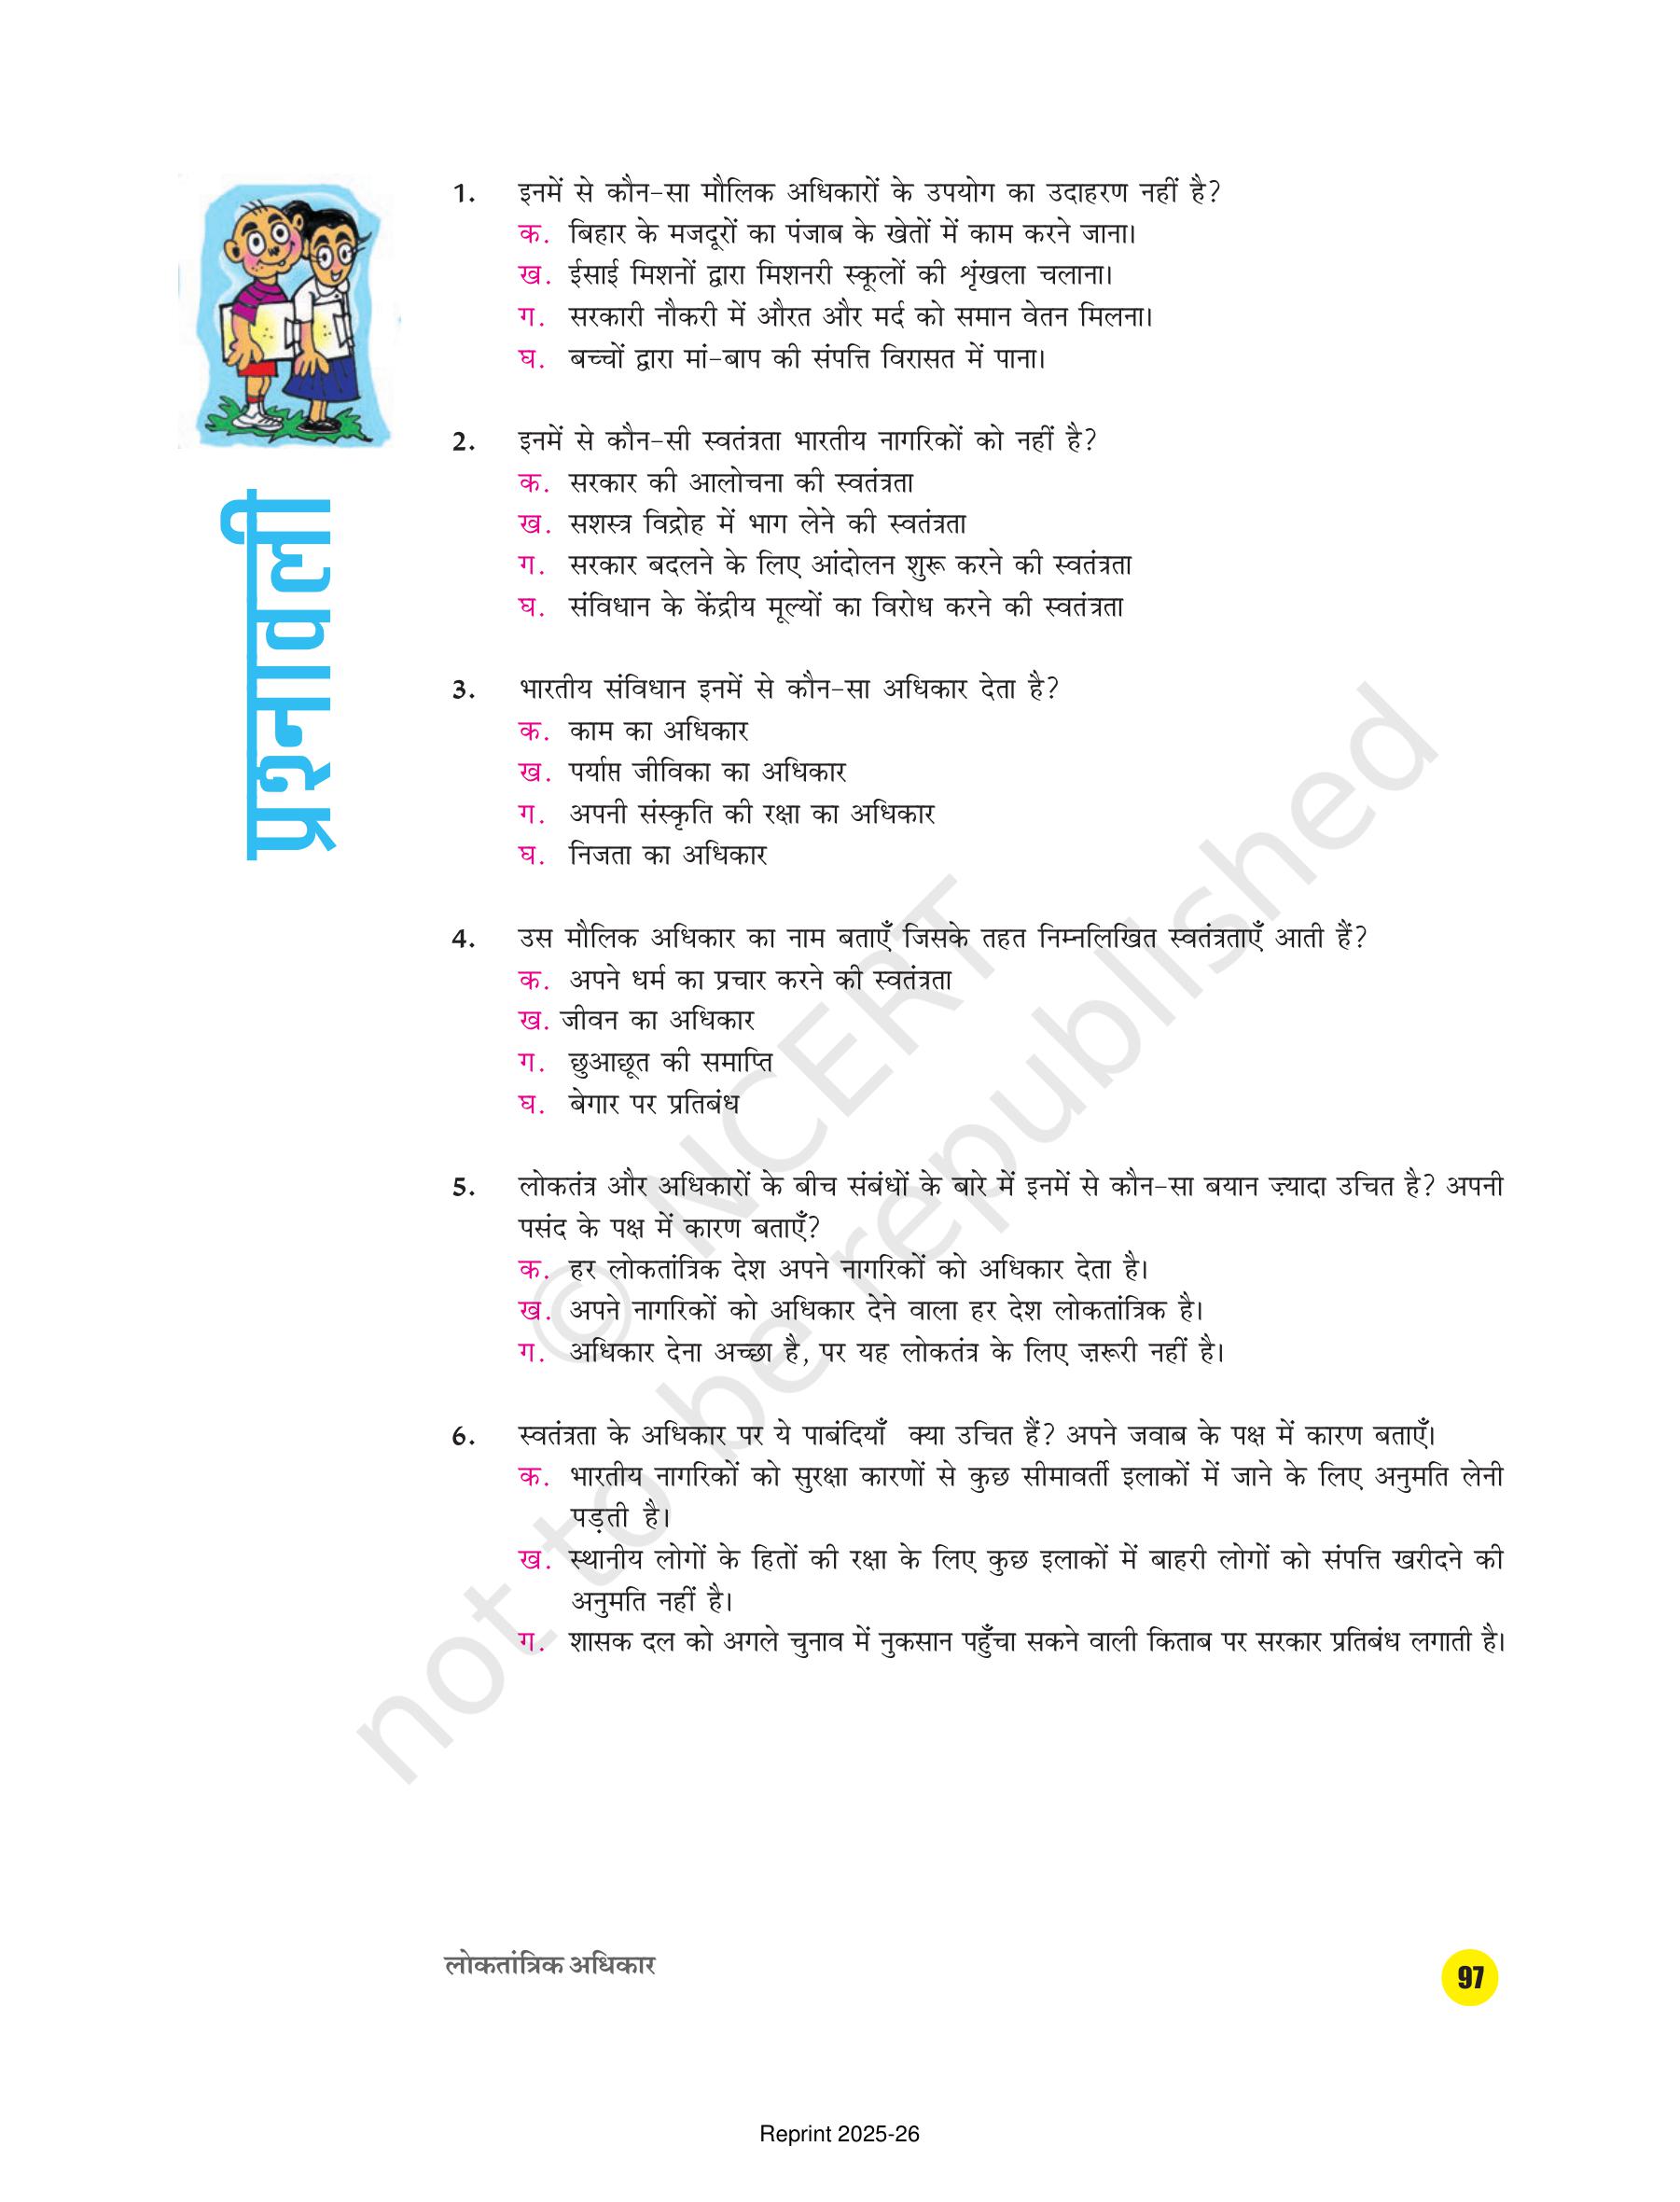 प्रश्नावली
1. इनमें से कौन-सा मौलिक अधिकारों के उपयोग का उदाहरण नहीं है?
क. बिहार के मजदूरों का पंजाब के खेतों में काम करने जाना।
ख. ईसाई मिशनों द्वारा मिशनरी स्कूलों की शृंखला चलाना।
ग. सरकारी नौकरी में औरत और मर्द को समान वेतन मिलना।
घ. बच्चों द्वारा मां-बाप की संपत्ति विरासत में पाना।
2. इनमें से कौन-सी स्वतंत्रता भारतीय नागरिकों को नहीं है?
क. सरकार की आलोचना की स्वतंत्रता
ख. सशस्त्र विद्रोह में भाग लेने की स्वतंत्रता
ग. सरकार बदलने के लिए आंदोलन शुरू करने की स्वतंत्रता
घ. संविधान के केंद्रीय मूल्यों का विरोध करने की स्वतंत्रता
3. भारतीय संविधान इनमें से कौन-सा अधिकार देता है?
क. काम का अधिकार
ख. पर्याप्त जीविका का अधिकार
ग. अपनी संस्कृति की रक्षा का अधिकार
घ. निजता का अधिकार
4. उस मौलिक अधिकार का नाम बताएँ जिसके तहत निम्नलिखित स्वतंत्रताएँ आती हैं?
क. अपने धर्म का प्रचार करने की स्वतंत्रता
ख. जीवन का अधिकार
ग. छुआछूत की समाप्ति
घ. बेगार पर प्रतिबंध
5. लोकतंत्र और अधिकारों के बीच संबंधों के बारे में इनमें से कौन-सा बयान ज़्यादा उचित है? अपनी
पसंद के पक्ष में कारण बताएँ?
क. हर लोकतांत्रिक देश अपने नागरिकों को अधिकार देता है।
ख. अपने नागरिकों को अधिकार देने वाला हर देश लोकतांत्रिक है।
ग. अधिकार देना अच्छा है, पर यह लोकतंत्र के लिए ज़रूरी नहीं है।
6. स्वतंत्रता के अधिकार पर ये पाबंदियाँ क्या उचित हैं? अपने जवाब के पक्ष में कारण बताएँ।
क. भारतीय नागरिकों को सुरक्षा कारणों से कुछ सीमावर्ती इलाकों में जाने के लिए अनुमति लेनी
पड़ती है।
ख. स्थानीय लोगों के हितों की रक्षा के लिए कुछ इलाकों में बाहरी लोगों को संपत्ति खरीदने की
अनुमति नहीं है।
ग. शासक दल को अगले चुनाव में नुकसान पहुँचा सकने वाली किताब पर सरकार प्रतिबंध लगाती है।
© NCERT
not to be republished
लोकतांत्रिक अधिकार
97
Reprint 2025-26